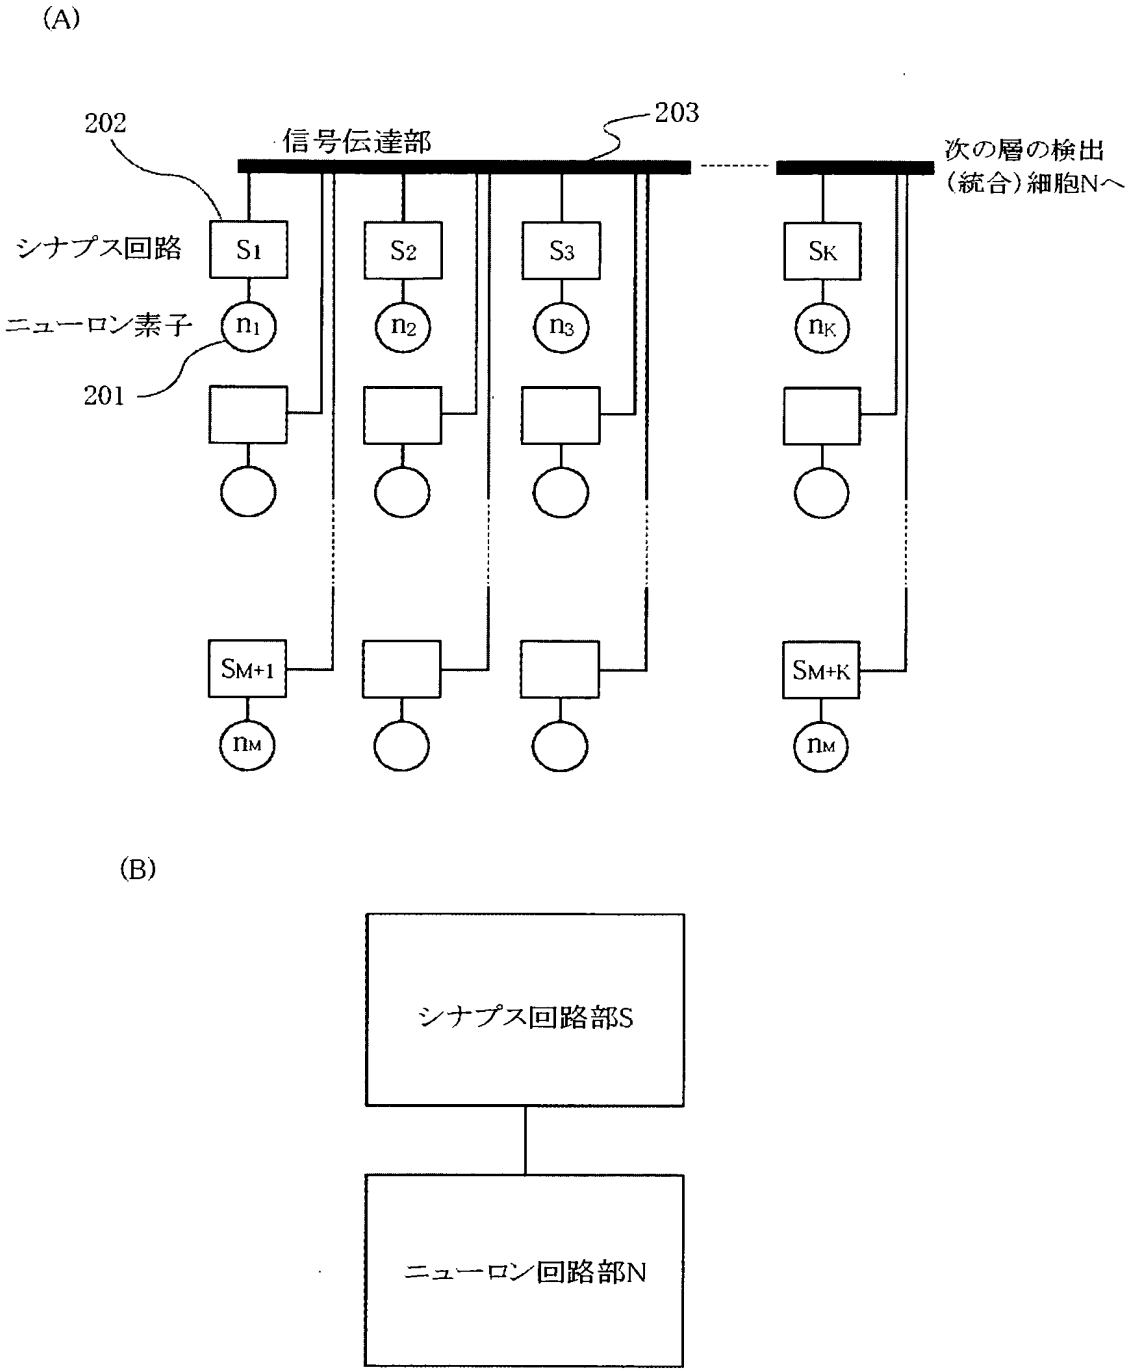 (A)
202
信号伝達部
203
次の層の検出
(統合)細胞Nへ
シナプス回路
S1
S2
S3
SK
ニューロン素子
n1
n2
n3
nK
201
SM+1
SM+K
nM
nM
(B)
シナプス回路部S
ニューロン回路部N